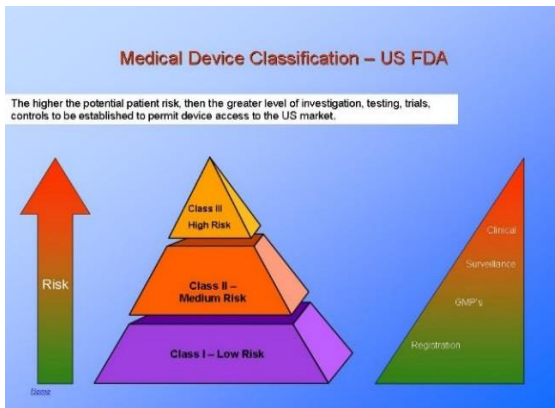 Medical Device Classification – US FDA
The higher the potential patient risk, then the greater level of investigation, testing, trials,
controls to be established to permit device access to the US market.
Class III
High Risk
Risk
Class II –
Medium Risk
Class I – Low Risk
Clinical
Surveillance
GMP's
Registration
Home